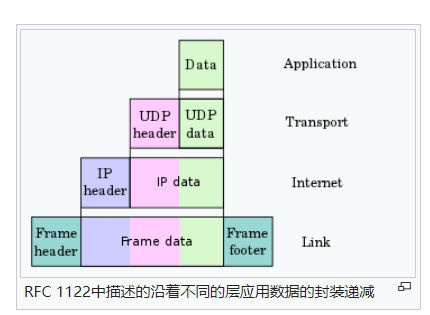 Data
Application
UDP
header
UDP
data
Transport
IP
header
IP data
Internet
Frame
header
Frame data
Frame
footer
Link
RFC 1122中描述的沿着不同的层应用数据的封装递减